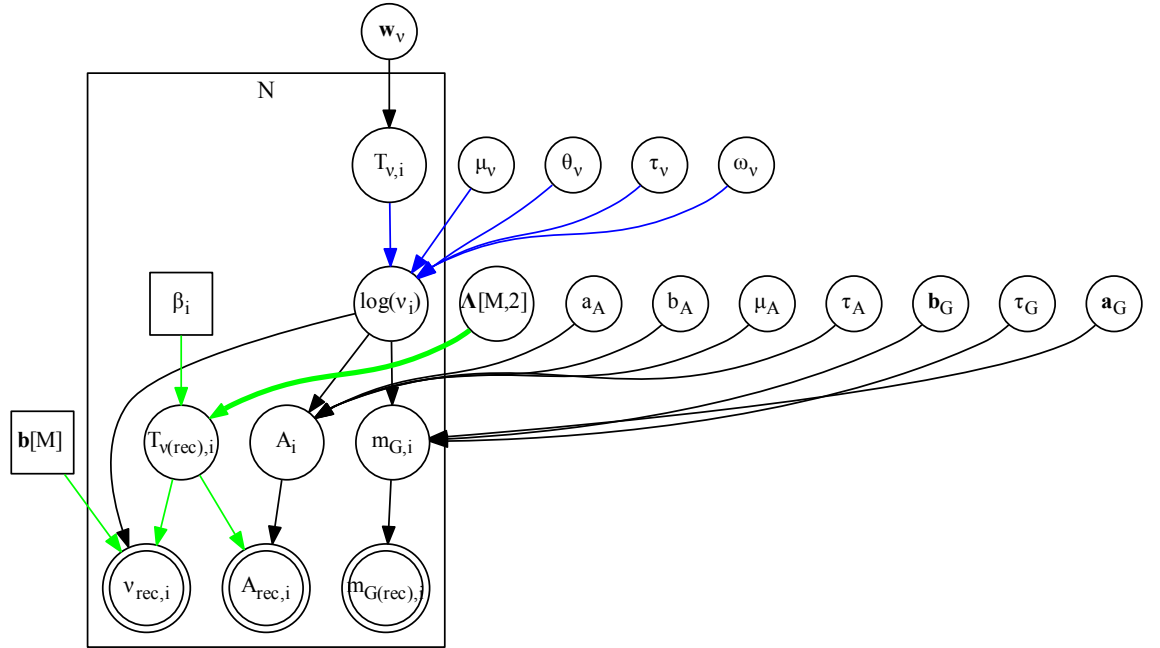 w_ν
N
T_ν,i
μ_ν
θ_ν
τ_ν
ω_ν
β_i
log(ν_i)
Λ[M,2]
a_A
b_A
μ_A
τ_A
b_G
τ_G
a_G
b[M]
T_ν(rec),i
A_i
m_G,i
ν_rec,i
A_rec,i
m_G(rec),i